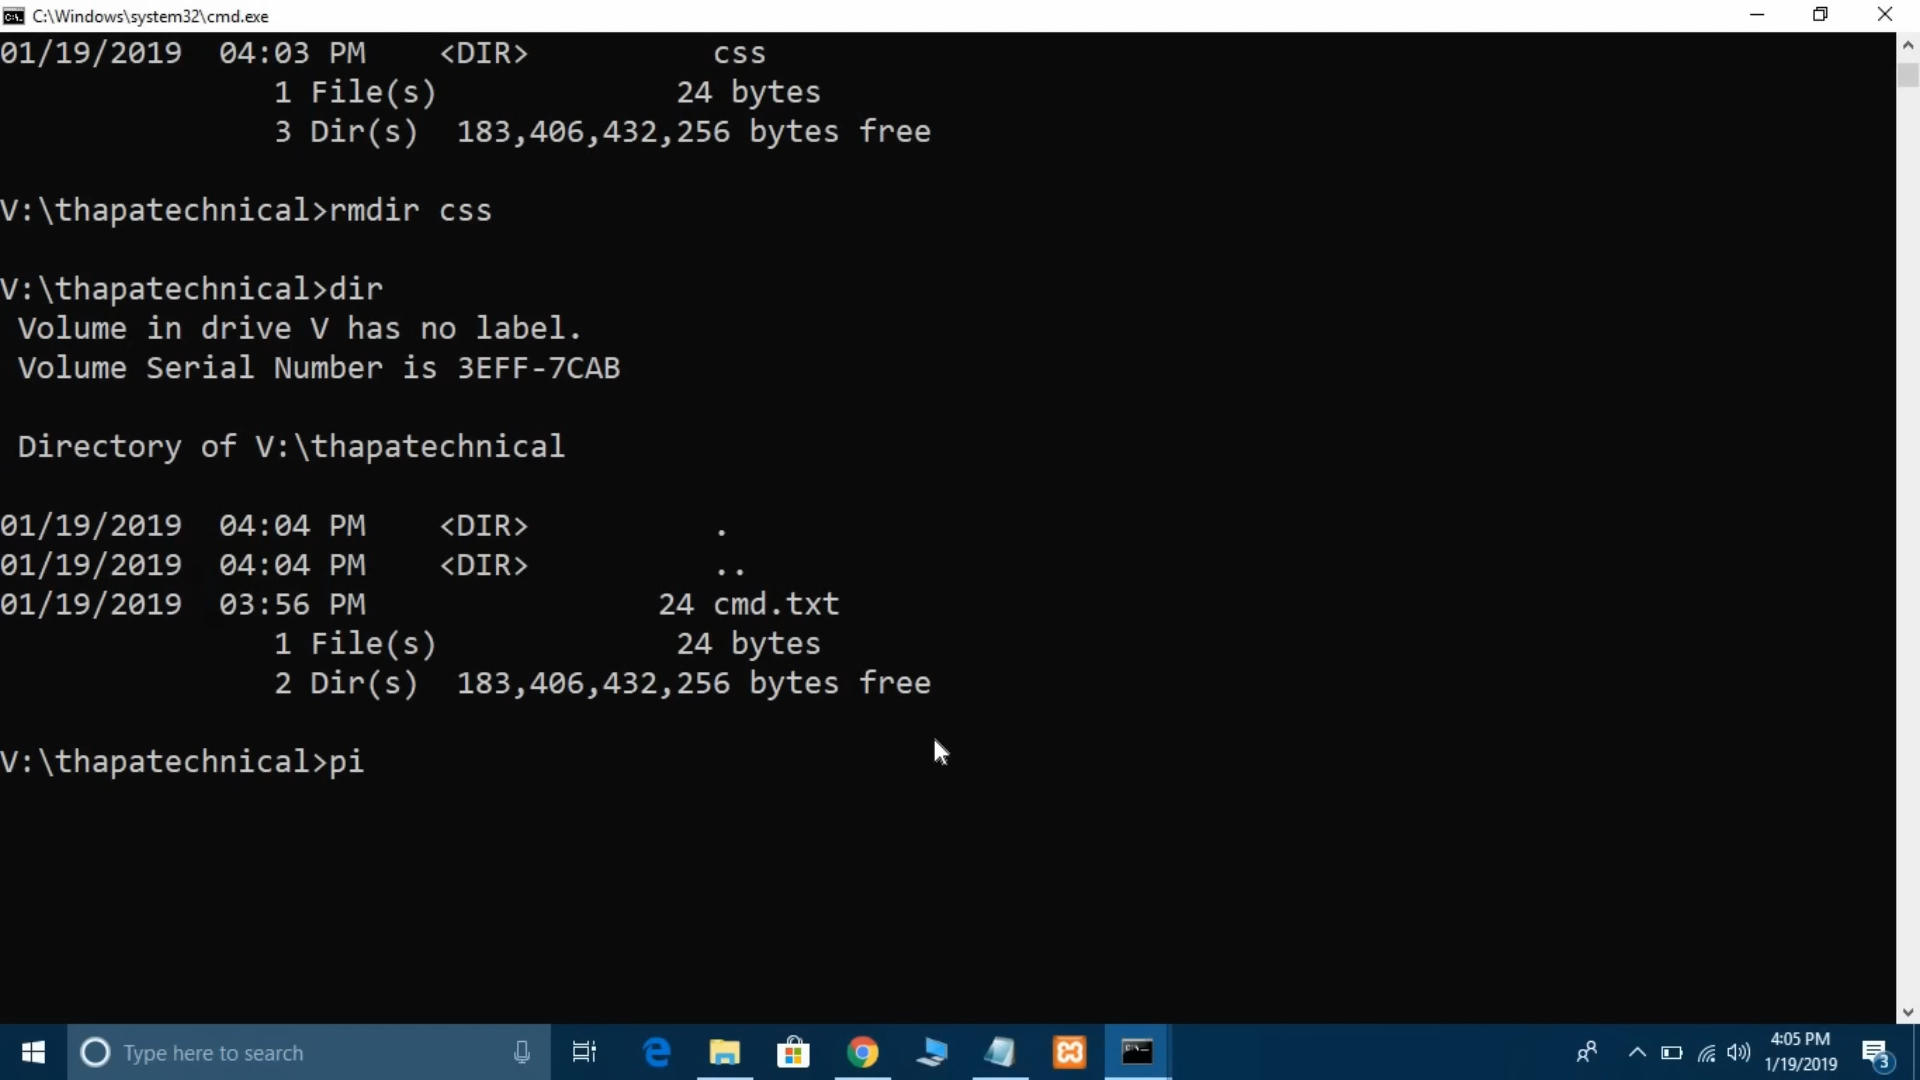 C:\Windows\system32\cmd.exe
01/19/2019  04:03 PM    <DIR>          css
               1 File(s)             24 bytes
               3 Dir(s)  183,406,432,256 bytes free
V:\thapatechnical>rmdir css
V:\thapatechnical>dir
 Volume in drive V has no label.
 Volume Serial Number is 3EFF-7CAB
 Directory of V:\thapatechnical
01/19/2019  04:04 PM    <DIR>          .
01/19/2019  04:04 PM    <DIR>          ..
01/19/2019  03:56 PM                24 cmd.txt
               1 File(s)             24 bytes
               2 Dir(s)  183,406,432,256 bytes free
V:\thapatechnical>pi
Type here to search
4:05 PM
1/19/2019
3